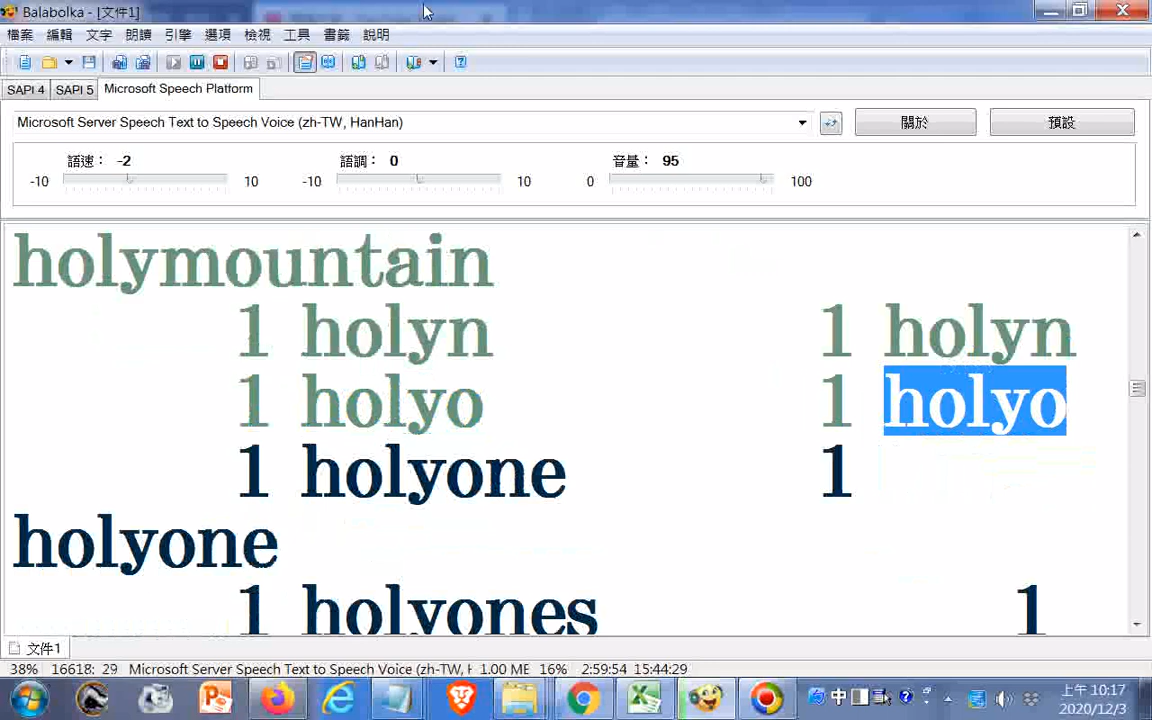 Balabolka - [文件1]
檔案 編輯 文字 朗讀 引擎 選項 檢視 工具 書籤 說明
SAPI 4 SAPI 5 Microsoft Speech Platform
Microsoft Server Speech Text to Speech Voice (zh-TW, HanHan) 關於 預設
語速： -2 語調： 0 音量： 95
-10 10 -10 10 0 100
holymountain
1 holyn 1 holyn
1 holyo 1 holyo
1 holyone 1
holyone
1 holyones 1
文件1
38% 16618: 29 Microsoft Server Speech Text to Speech Voice (zh-TW, 1.00 ME 16% 2:59:54 15:44:29
中 上午 10:17
2020/12/3